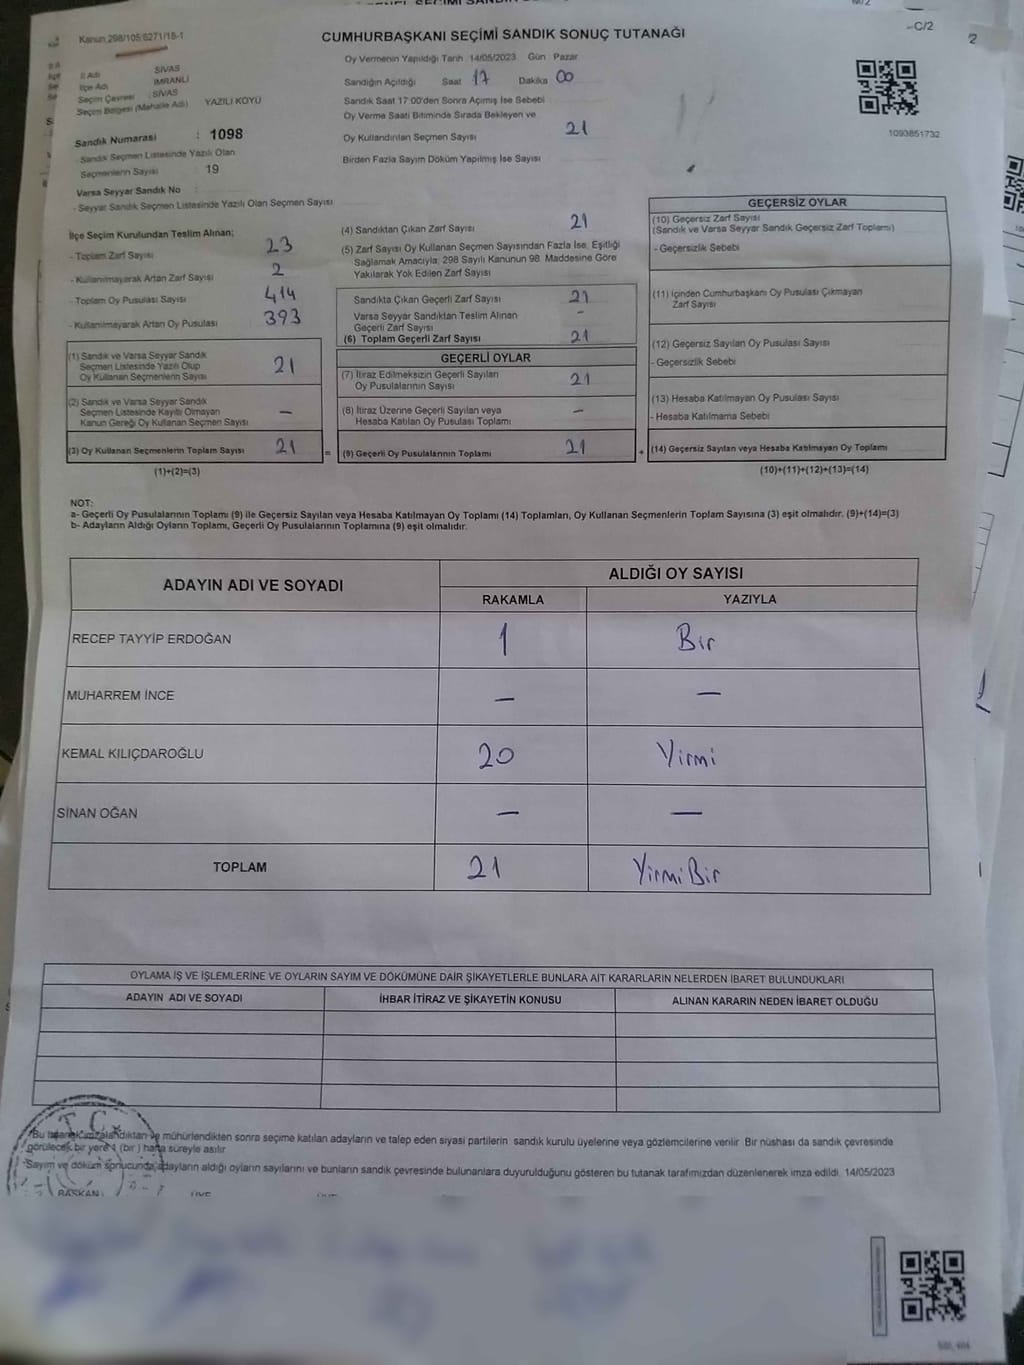 Kanun 298/105/6271/18-1
CUMHURBAŞKANI SEÇİMİ SANDIK SONUÇ TUTANAĞI
-C/2
2
Oy Vermenin Yapıldığı Tarih 14/05/2023 Gün Pazar
İl Adı SİVAS
İlçe Adı İMRANLI
Seçim Çevresi : SİVAS
Seçim Bölgesi (Mahalle Adı) YAZILI KÖYÜ
Sandığın Açıldığı Saat 17 Dakika 00
Sandık Saat 17:00'den Sonra Açımış İse Sebebi
Oy Verme Saati Bitiminde Sırada Bekleyen ve
Oy Kullandırılan Seçmen Sayısı 21
Birden Fazla Sayım Döküm Yapılmış İse Sayısı
1093851732
Sandık Numarası : 1098
- Sandık Seçmen Listesinde Yazılı Olan
Seçmenlerin Sayısı 19
Varsa Seyyar Sandık No
- Seyyar Sandık Seçmen Listesinde Yazılı Olan Seçmen Sayısı
İlçe Seçim Kurulundan Teslim Alınan;
- Toplam Zarf Sayısı 23
- Kullanılmayarak Artan Zarf Sayısı 2
- Toplam Oy Pusulası Sayısı 414
- Kullanılmayarak Artan Oy Pusulası 393
(1) Sandık ve Varsa Seyyar Sandık
Seçmen Listesinde Yazılı Olup
Oy Kullanan Seçmenlerin Sayısı 21
(2) Sandık ve Varsa Seyyar Sandık
Seçmen Listesinde Kayıtlı Olmayan
Kanun Gereği Oy Kullanan Seçmen Sayısı –
(3) Oy Kullanan Seçmenlerin Toplam Sayısı 21 =
(1)+(2)=(3)
(4) Sandıktan Çıkan Zarf Sayısı 21
(5) Zarf Sayısı Oy Kullanan Seçmen Sayısından Fazla İse, Eşitliği
Sağlamak Amacıyla, 298 Sayılı Kanunun 98. Maddesine Göre
Yakılarak Yok Edilen Zarf Sayısı
Sandıkta Çıkan Geçerli Zarf Sayısı 21
Varsa Seyyar Sandıktan Teslim Alınan
Geçerli Zarf Sayısı –
(6) Toplam Geçerli Zarf Sayısı 21
GEÇERLİ OYLAR
(7) İtiraz Edilmeksizin Geçerli Sayılan
Oy Pusulalarının Sayısı 21
(8) İtiraz Üzerine Geçerli Sayılan veya
Hesaba Katılan Oy Pusulası Toplamı –
(9) Geçerli Oy Pusulalarının Toplamı 21 +
GEÇERSİZ OYLAR
(10) Geçersiz Zarf Sayısı
(Sandık ve Varsa Seyyar Sandık Geçersiz Zarf Toplamı)
- Geçersizlik Sebebi
(11) İçinden Cumhurbaşkanı Oy Pusulası Çıkmayan
Zarf Sayısı
(12) Geçersiz Sayılan Oy Pusulası Sayısı
- Geçersizlik Sebebi
(13) Hesaba Katılmayan Oy Pusulası Sayısı
- Hesaba Katılmama Sebebi
(14) Geçersiz Sayılan veya Hesaba Katılmayan Oy Toplamı
(10)+(11)+(12)+(13)=(14)
NOT:
a- Geçerli Oy Pusulalarının Toplamı (9) ile Geçersiz Sayılan veya Hesaba Katılmayan Oy Toplamı (14) Toplamları, Oy Kullanan Seçmenlerin Toplam Sayısına (3) eşit olmalıdır. (9)+(14)=(3)
b- Adayların Aldığı Oyların Toplamı, Geçerli Oy Pusulalarının Toplamına (9) eşit olmalıdır.
ADAYIN ADI VE SOYADI ALDIĞI OY SAYISI
RAKAMLA YAZIYLA
RECEP TAYYİP ERDOĞAN 1 Bir
MUHARREM İNCE – –
KEMAL KILIÇDAROĞLU 20 Yirmi
SİNAN OĞAN – –
TOPLAM 21 YirmiBir
OYLAMA İŞ VE İŞLEMLERİNE VE OYLARIN SAYIM VE DÖKÜMÜNE DAİR ŞİKAYETLERLE BUNLARA AİT KARARLARIN NELERDEN İBARET BULUNDUKLARI
ADAYIN ADI VE SOYADI İHBAR İTİRAZ VE ŞİKAYETİN KONUSU ALINAN KARARIN NEDEN İBARET OLDUĞU
T.C.
Bu tutanak imzalandıktan ve mühürlendikten sonra seçime katılan adayların ve talep eden siyasi partilerin sandık kurulu üyelerine veya gözlemcilerine verilir. Bir nüshası da sandık çevresinde
görülecek bir yere 1 (bir) hafta süreyle asılır
Sayım ve döküm sonucunda, adayların aldığı oyların sayılarını ve bunların sandık çevresinde bulunanlara duyurulduğunu gösteren bu tutanak tarafımızdan düzenlenerek imza edildi. 14/05/2023
BAŞKAN